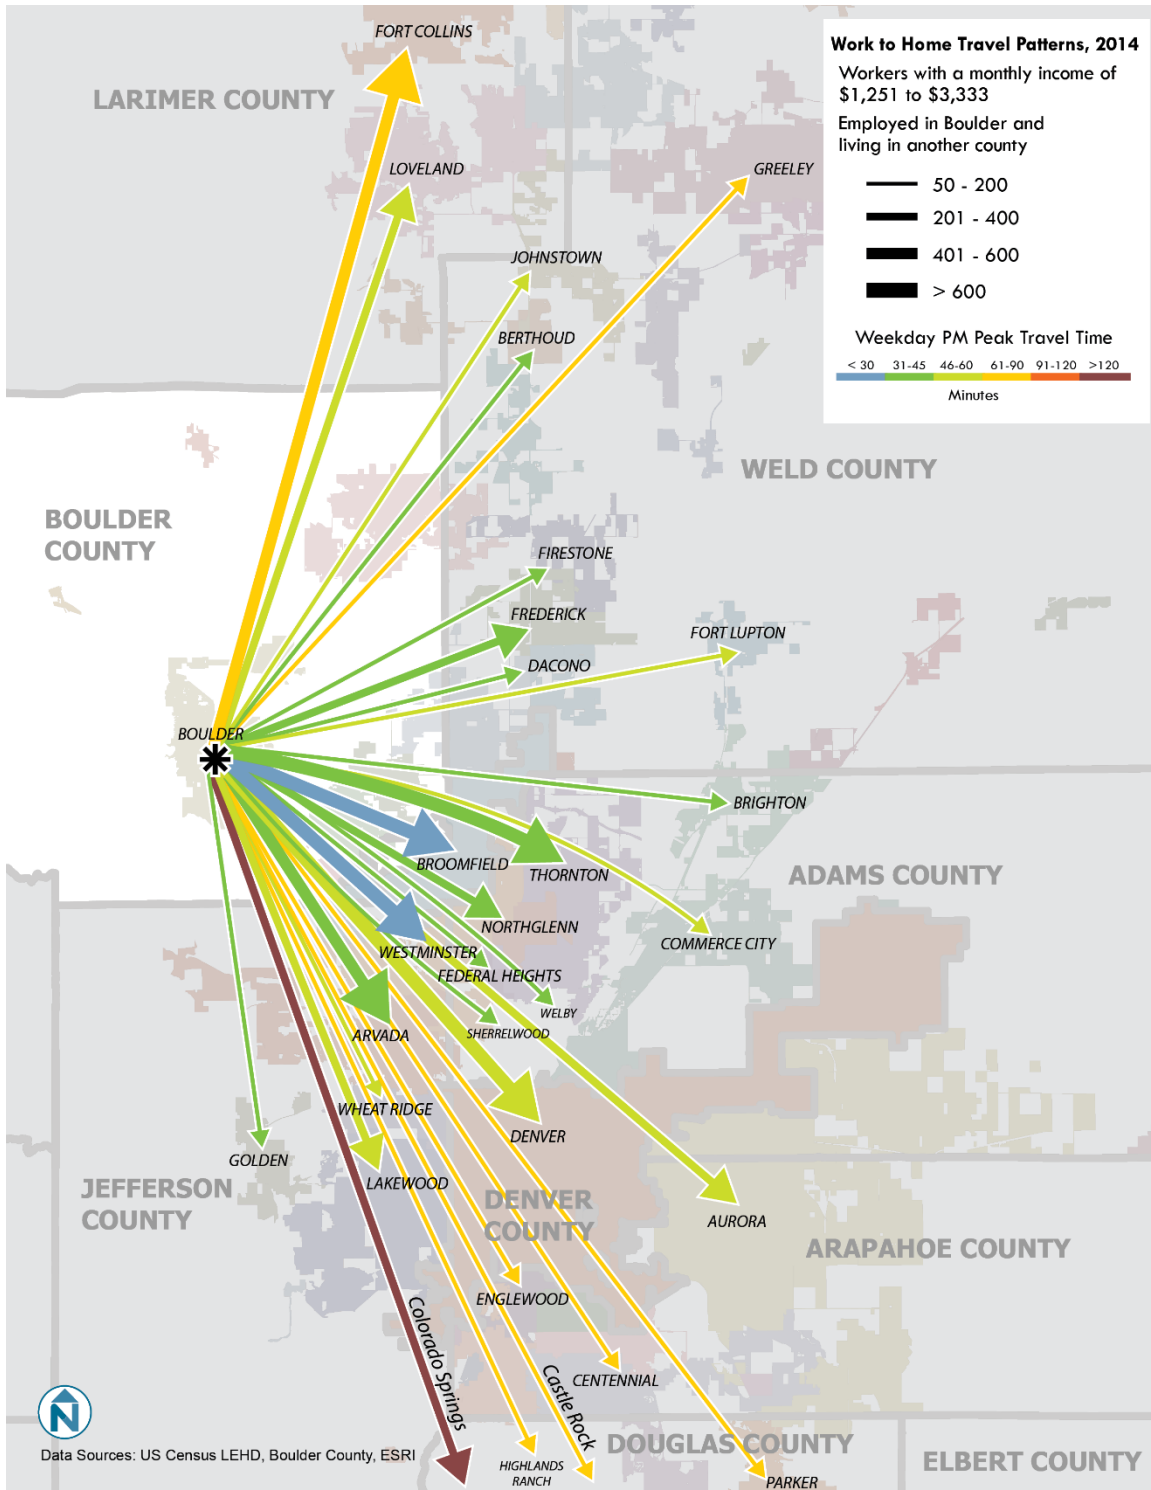 FORT COLLINS
Work to Home Travel Patterns, 2014
Workers with a monthly income of
$1,251 to $3,333
Employed in Boulder and
living in another county
50 - 200
201 - 400
401 - 600
> 600
Weekday PM Peak Travel Time
< 30 31-45 46-60 61-90 91-120 >120
Minutes
LARIMER COUNTY
LOVELAND
GREELEY
JOHNSTOWN
BERTHOUD
WELD COUNTY
BOULDER
COUNTY
FIRESTONE
FREDERICK
FORT LUPTON
DACONO
BOULDER
BRIGHTON
BROOMFIELD
THORNTON
ADAMS COUNTY
NORTHGLENN
COMMERCE CITY
WESTMINSTER
FEDERAL HEIGHTS
WELBY
SHERRELWOOD
ARVADA
WHEAT RIDGE
DENVER
GOLDEN
LAKEWOOD
JEFFERSON
COUNTY
DENVER
COUNTY
AURORA
ARAPAHOE COUNTY
ENGLEWOOD
Colorado Springs
CENTENNIAL
Castle Rock
N
Data Sources: US Census LEHD, Boulder County, ESRI
HIGHLANDS
RANCH
DOUGLAS COUNTY
ELBERT COUNTY
PARKER